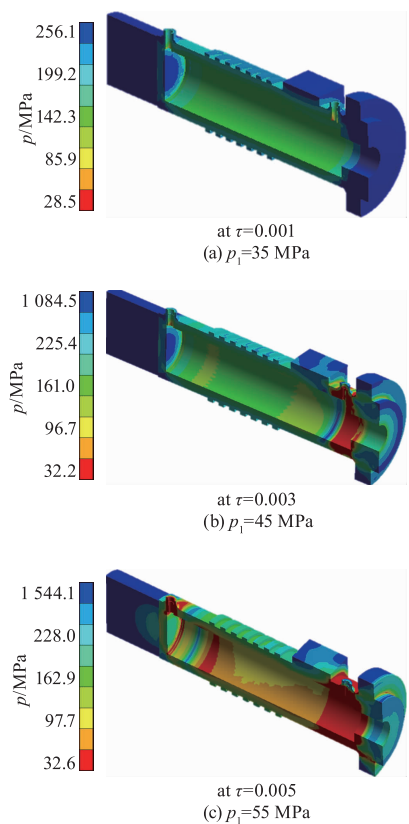 256.1
199.2
142.3
85.9
28.5
p/MPa
at τ=0.001
(a) p₁=35 MPa
1 084.5
225.4
161.0
96.7
32.2
p/MPa
at τ=0.003
(b) p₁=45 MPa
1 544.1
228.0
162.9
97.7
32.6
p/MPa
at τ=0.005
(c) p₁=55 MPa